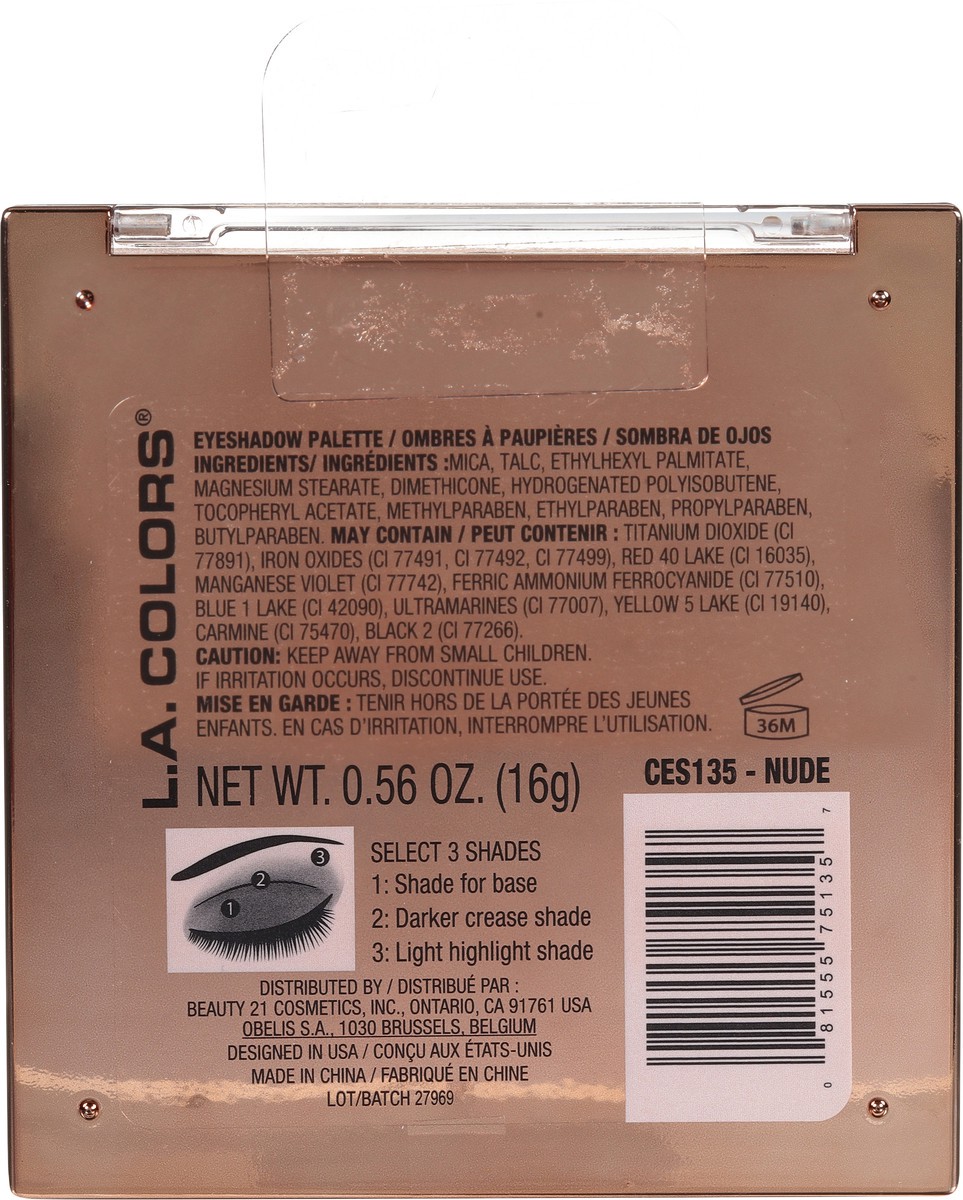 L.A. COLORS®
EYESHADOW PALETTE / OMBRES À PAUPIÈRES / SOMBRA DE OJOS
INGREDIENTS/ INGRÉDIENTS :MICA, TALC, ETHYLHEXYL PALMITATE,
MAGNESIUM STEARATE, DIMETHICONE, HYDROGENATED POLYISOBUTENE,
TOCOPHERYL ACETATE, METHYLPARABEN, ETHYLPARABEN, PROPYLPARABEN,
BUTYLPARABEN. MAY CONTAIN / PEUT CONTENIR : TITANIUM DIOXIDE (CI
77891), IRON OXIDES (CI 77491, CI 77492, CI 77499), RED 40 LAKE (CI 16035),
MANGANESE VIOLET (CI 77742), FERRIC AMMONIUM FERROCYANIDE (CI 77510),
BLUE 1 LAKE (CI 42090), ULTRAMARINES (CI 77007), YELLOW 5 LAKE (CI 19140),
CARMINE (CI 75470), BLACK 2 (CI 77266).
CAUTION: KEEP AWAY FROM SMALL CHILDREN.
IF IRRITATION OCCURS, DISCONTINUE USE.
MISE EN GARDE : TENIR HORS DE LA PORTÉE DES JEUNES
ENFANTS. EN CAS D'IRRITATION, INTERROMPRE L'UTILISATION.
36M
NET WT. 0.56 OZ. (16g)
CES135 - NUDE
1
2
3
SELECT 3 SHADES
1: Shade for base
2: Darker crease shade
3: Light highlight shade
DISTRIBUTED BY / DISTRIBUÉ PAR :
BEAUTY 21 COSMETICS, INC., ONTARIO, CA 91761 USA
OBELIS S.A., 1030 BRUSSELS, BELGIUM
DESIGNED IN USA / CONÇU AUX ÉTATS-UNIS
MADE IN CHINA / FABRIQUÉ EN CHINE
LOT/BATCH 27969
0 81555 75135 7